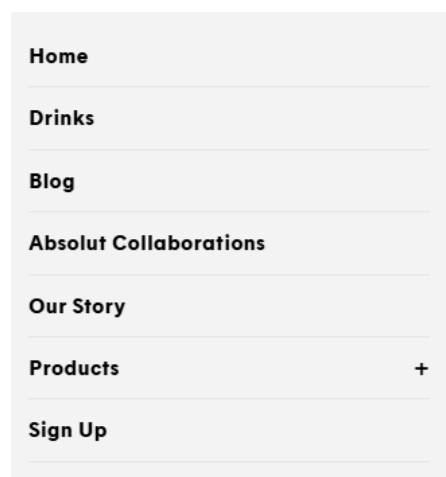 Home
Drinks
Blog
Absolut Collaborations
Our Story
Products +
Sign Up